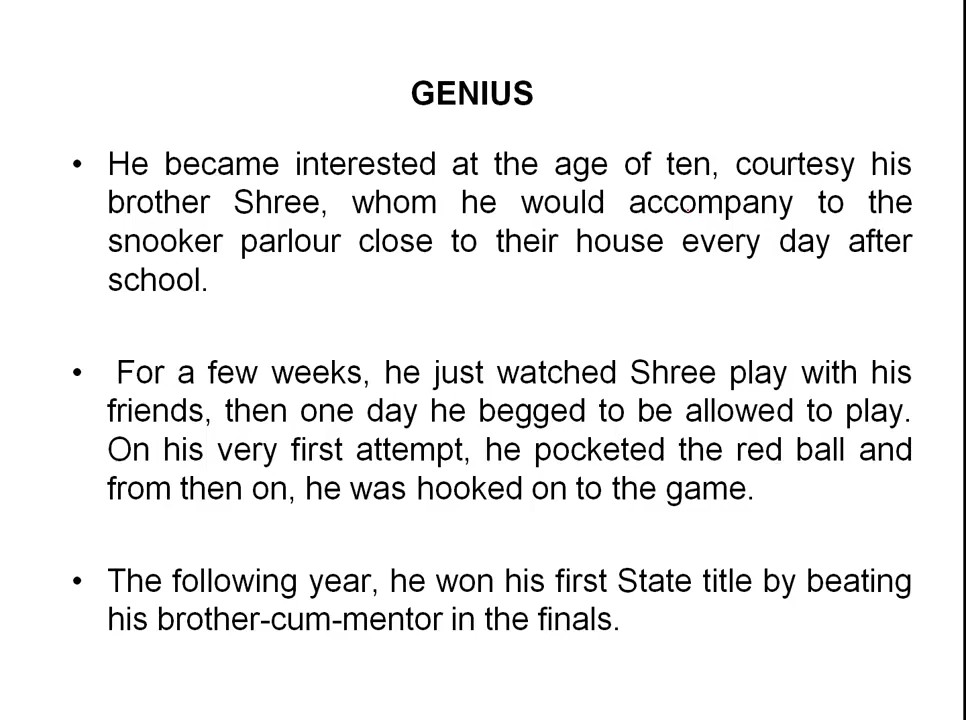 GENIUS
• He became interested at the age of ten, courtesy his
brother Shree, whom he would accompany to the
snooker parlour close to their house every day after
school.
• For a few weeks, he just watched Shree play with his
friends, then one day he begged to be allowed to play.
On his very first attempt, he pocketed the red ball and
from then on, he was hooked on to the game.
• The following year, he won his first State title by beating
his brother-cum-mentor in the finals.